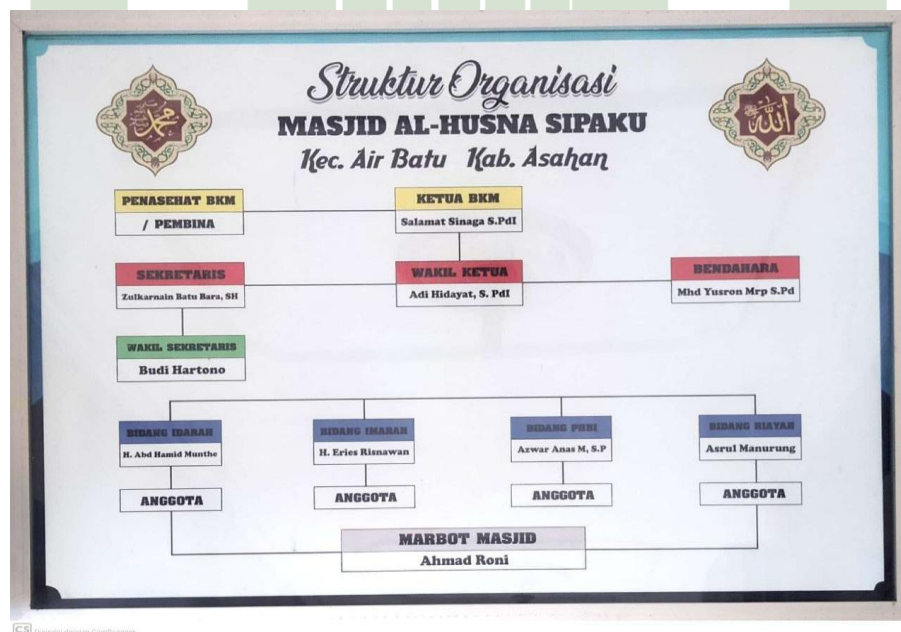 Struktur Organisasi
MASJID AL-HUSNA SIPAKU
Kec. Air Batu Kab. Asahan
محمد
الله
PENASEHAT BKM
/ PEMBINA
KETUA BKM
Salamat Sinaga S.PdI
SEKRETARIS
Zulkarnain Batu Bara, SH
WAKIL KETUA
Adi Hidayat, S. PdI
BENDAHARA
Mhd Yusron Mrp S.Pd
WAKIL SEKRETARIS
Budi Hartono
BIDANG IDARAH
H. Abd Hamid Munthe
BIDANG IMARAH
H. Eries Risnawan
BIDANG PHBI
Azwar Anas M, S.P
BIDANG RIAYAH
Asrul Manurung
ANGGOTA
ANGGOTA
ANGGOTA
ANGGOTA
MARBOT MASJID
Ahmad Roni
CS